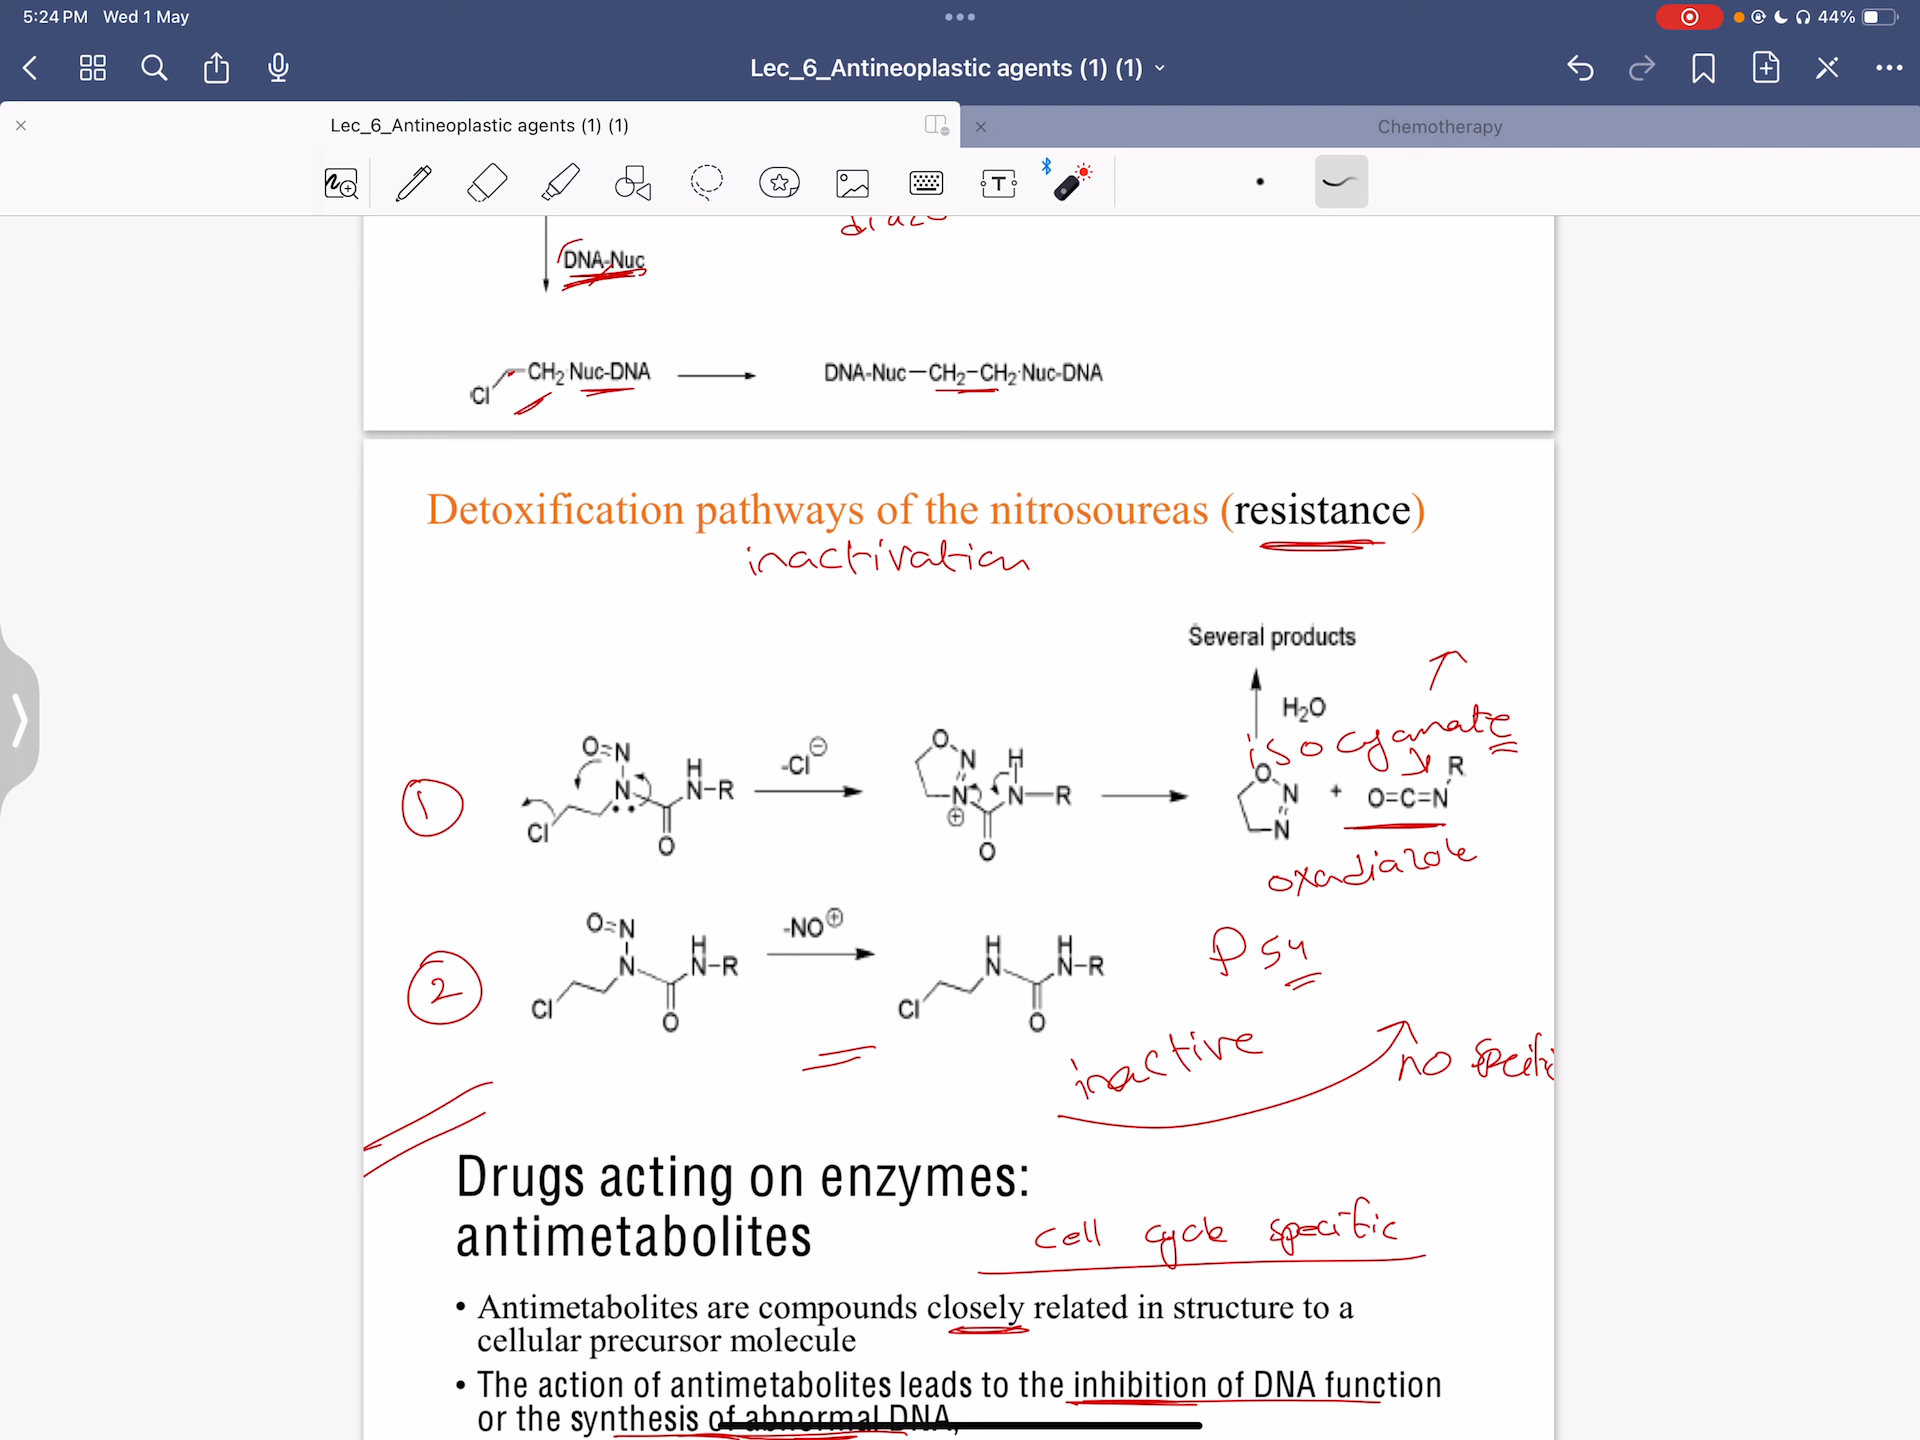 5:24 PM Wed 1 May
44%
Lec_6_Antineoplastic agents (1) (1)
Lec_6_Antineoplastic agents (1) (1)
Chemotherapy
T
DNA-Nuc
Cl CH2 Nuc-DNA
DNA-Nuc—CH2—CH2·Nuc-DNA
Detoxification pathways of the nitrosoureas (resistance)
inactivation
Several products
H2O
isocyanate
1
O=N
N
H
N-R
Cl
O
-Cl⊖
O
N
N
⊕
H
N—R
O
O
N
N
+
O=C=N
R
oxadiazole
2
O=N
N
H
N-R
Cl
O
-NO⊕
H
N
H
N-R
Cl
O
P54
inactive
no
Drugs acting on enzymes:
antimetabolites
cell cycle specific
• Antimetabolites are compounds closely related in structure to a
cellular precursor molecule
• The action of antimetabolites leads to the inhibition of DNA function
or the synthesis of abnormal DNA,